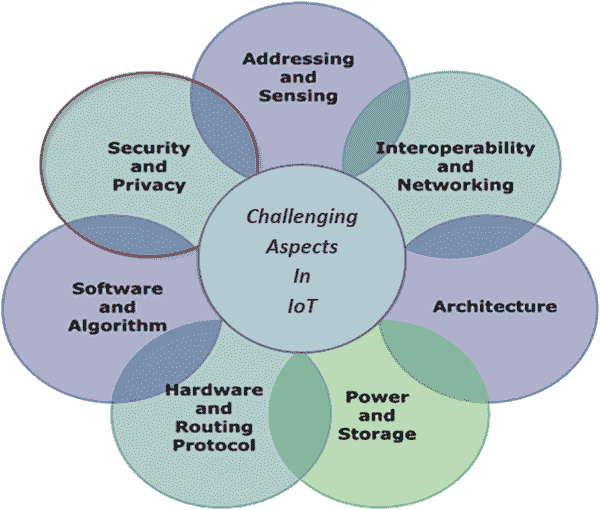 Addressing
and
Sensing
Interoperability
and
Networking
Architecture
Power
and
Storage
Hardware
and
Routing
Protocol
Software
and
Algorithm
Security
and
Privacy
Challenging
Aspects
In
IoT